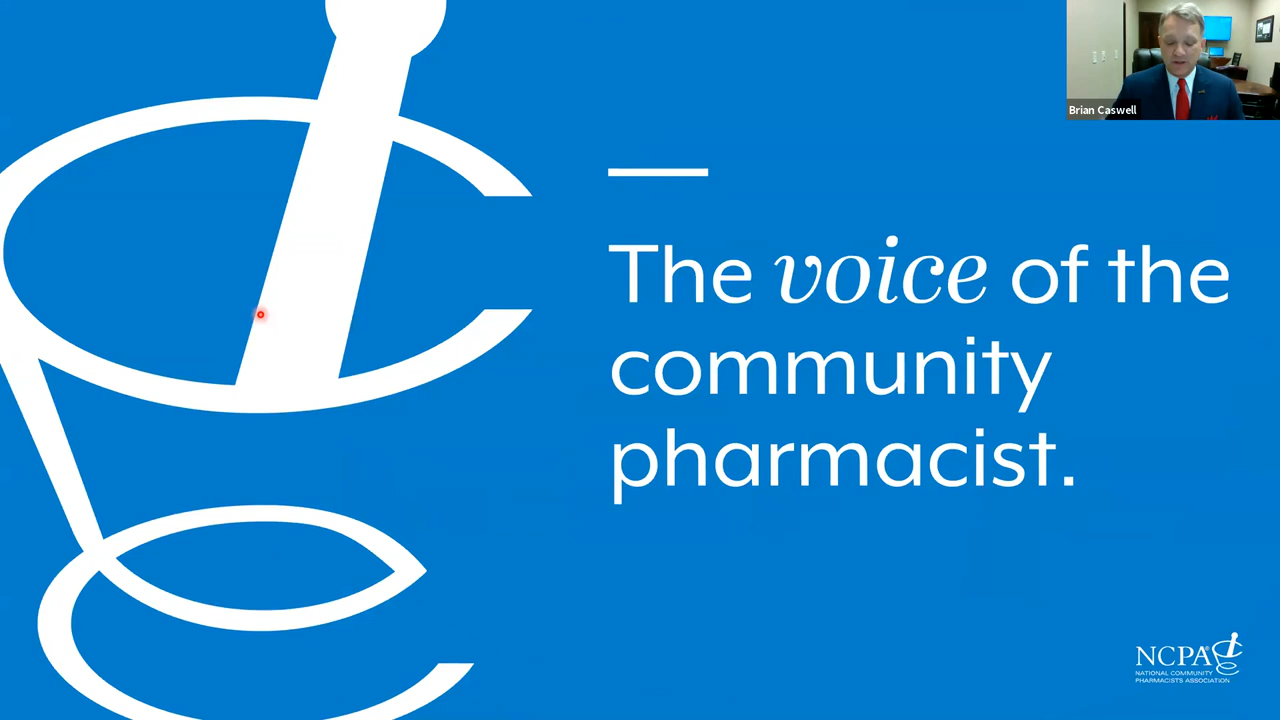 Brian Caswell
The voice of the
community
pharmacist.
NCPA®
NATIONAL COMMUNITY
PHARMACISTS ASSOCIATION